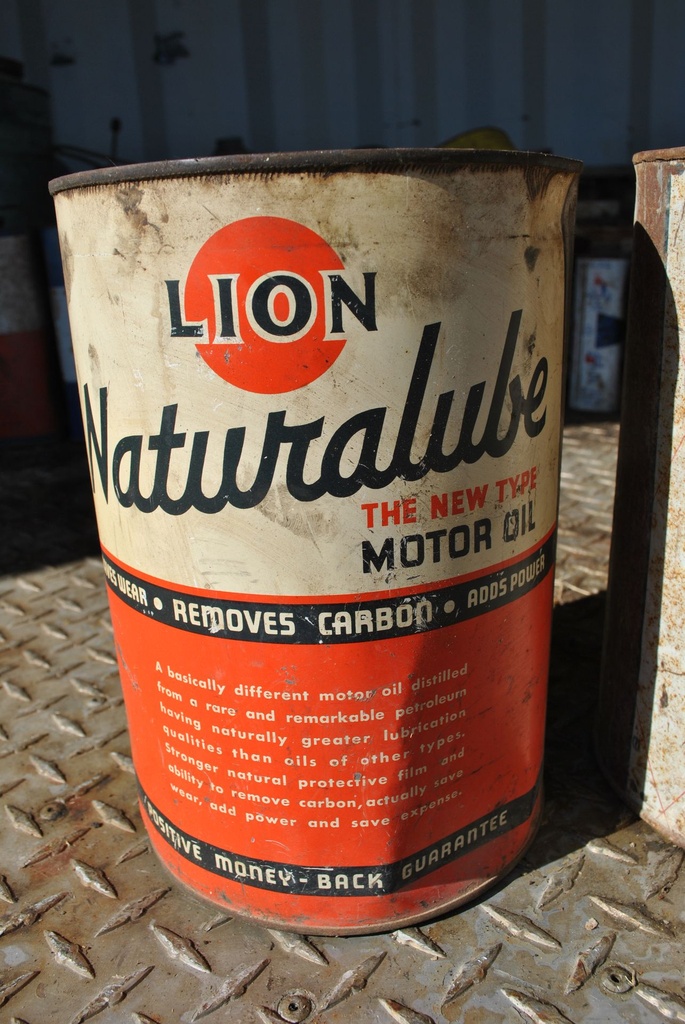 LION
Naturalube
THE NEW TYPE
MOTOR OIL
WEAR • REMOVES CARBON • ADDS POWER
A basically different motor oil distilled
from a rare and remarkable petroleum
having naturally greater lubrication
qualities than oils of other types.
Stronger natural protective film and
ability to remove carbon, actually save
wear, add power and save expense.
POSITIVE MONEY-BACK GUARANTEE